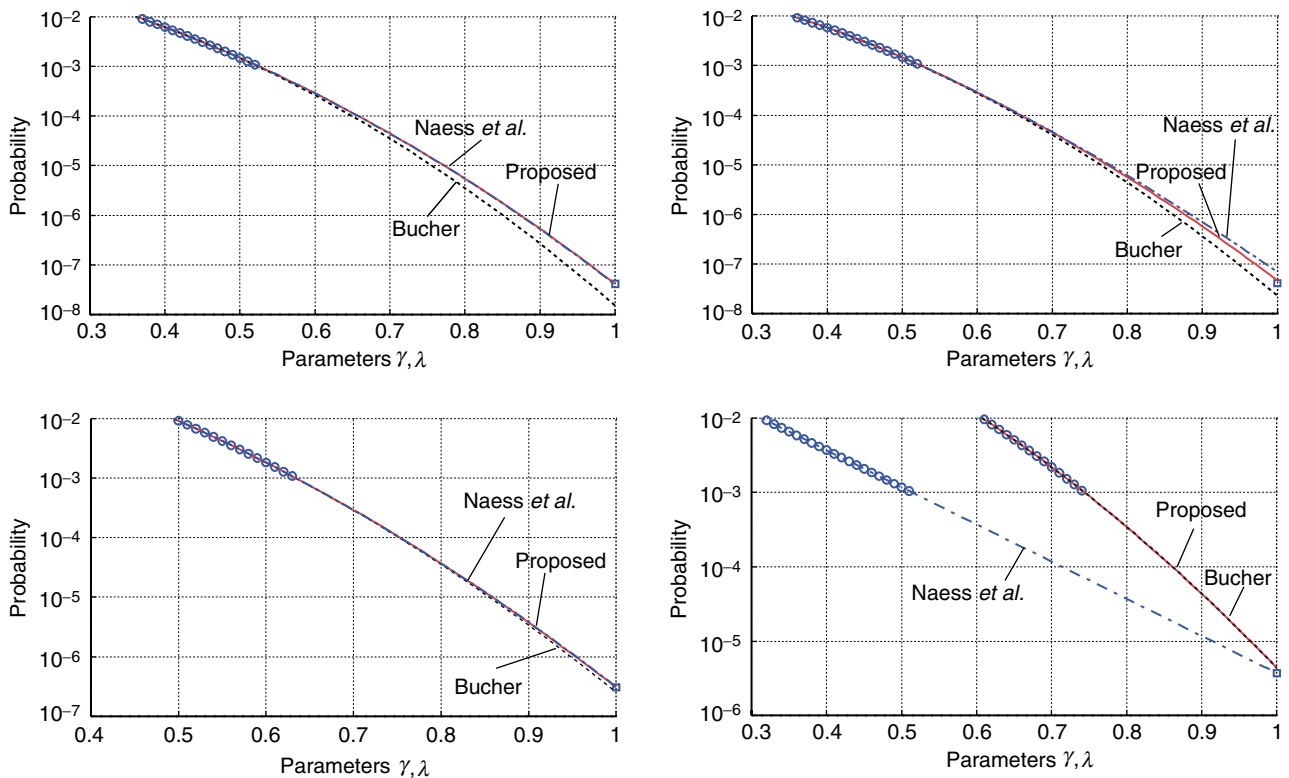 10⁻²
10⁻³
10⁻⁴
10⁻⁵
10⁻⁶
10⁻⁷
10⁻⁸
Probability
Naess et al.
Proposed
Bucher
0.3 0.4 0.5 0.6 0.7 0.8 0.9 1
Parameters γ, λ
10⁻²
10⁻³
10⁻⁴
10⁻⁵
10⁻⁶
10⁻⁷
10⁻⁸
Probability
Naess et al.
Proposed
Bucher
0.3 0.4 0.5 0.6 0.7 0.8 0.9 1
Parameters γ, λ
10⁻²
10⁻³
10⁻⁴
10⁻⁵
10⁻⁶
10⁻⁷
Probability
Naess et al.
Proposed
Bucher
0.4 0.5 0.6 0.7 0.8 0.9 1
Parameters γ, λ
10⁻²
10⁻³
10⁻⁴
10⁻⁵
10⁻⁶
Probability
Proposed
Bucher
Naess et al.
0.3 0.4 0.5 0.6 0.7 0.8 0.9 1
Parameters γ, λ